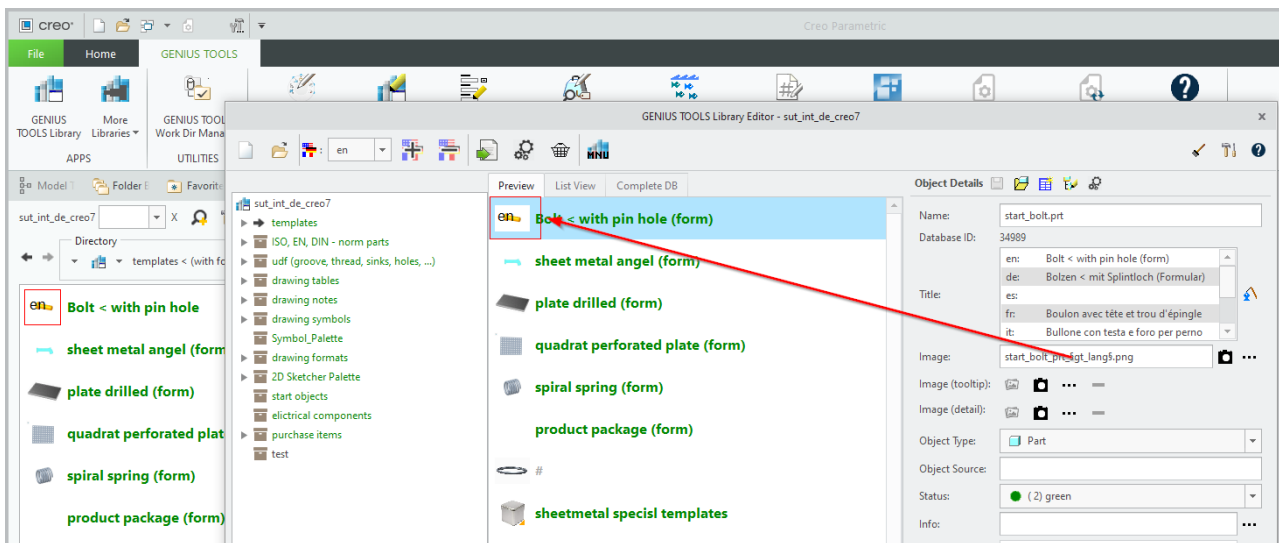 creo®
Creo Parametric
File
Home
GENIUS TOOLS
GENIUS
TOOLS Library
More
Libraries
GENIUS TOOL
Work Dir Mana
APPS
UTILITIES
GENIUS TOOLS Library Editor - sut_int_de_creo7
x
: en
MNU
Model T
Folder B
Favorite
sut_int_de_creo7
X
Directory
templates < (with fo
en
Bolt < with pin hole
sheet metal angel (form
plate drilled (form)
quadrat perforated plat
spiral spring (form)
product package (form)
sut_int_de_creo7
templates
ISO, EN, DIN - norm parts
udf (groove, thread, sinks, holes, ...)
drawing tables
drawing notes
drawing symbols
Symbol_Palette
drawing formats
2D Sketcher Palette
start objects
elictrical components
purchase items
test
Preview
List View
Complete DB
en
Bolt < with pin hole (form)
sheet metal angel (form)
plate drilled (form)
quadrat perforated plate (form)
spiral spring (form)
product package (form)
#
sheetmetal specisl templates
Object Details
Name:
start_bolt.prt
Database ID:
34989
Title:
en: Bolt < with pin hole (form)
de: Bolzen < mit Splintloch (Formular)
es:
fr: Boulon avec tête et trou d'épingle
it: Bullone con testa e foro per perno
Image:
start_bolt_prt_§gt_lang§.png
Image (tooltip):
Image (detail):
Object Type:
Part
Object Source:
Status:
( 2) green
Info: